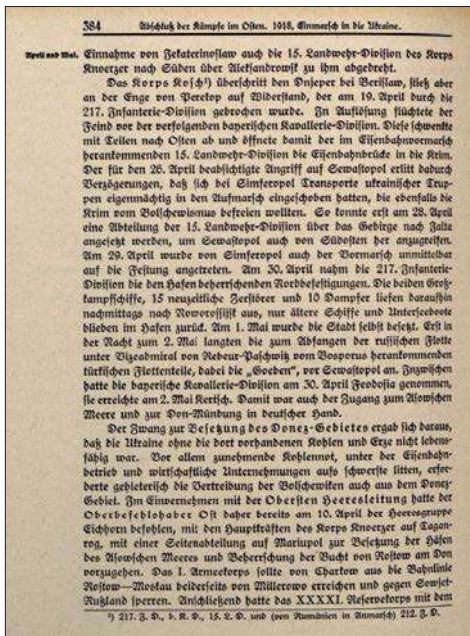 384 Abschluß der Kämpfe im Osten. 1918. Einmarsch in die Ukraine.
April und Mai. Einnahme von Jekaterinoslaw auch die 15. Landwehr-Division des Korps
Knoerzer nach Süden über Aleksandrowsk zu ihm abgedreht.
Das Korps Kosch¹) überschritt den Dnjeper bei Berislaw, stieß aber
an der Enge von Perekop auf Widerstand, der am 19. April durch die
217. Infanterie-Division gebrochen wurde. In Auflösung flüchtete der
Feind vor der verfolgenden bayerischen Kavallerie-Division. Diese schwenkte
mit Teilen nach Osten ab und öffnete damit der im Eisenbahnvormarsch
herankommenden 15. Landwehr-Division die Eisenbahnbrücke in die Krim.
Der für den 26. April beabsichtigte Angriff auf Sewastopol erlitt dadurch
Verzögerungen, daß sich bei Simferopol Transporte ukrainischer Trup-
pen eigenmächtig in den Aufmarsch eingeschoben hatten, die ebenfalls die
Krim vom Bolschewismus befreien wollten. So konnte erst am 28. April
eine Abteilung der 15. Landwehr-Division über das Gebirge nach Jalta
angesetzt werden, um Sewastopol auch von Südosten her anzugreifen.
Am 29. April wurde von Simferopol auch der Vormarsch unmittelbar
auf die Festung angetreten. Am 30. April nahm die 217. Infanterie-
Division die den Hafen beherrschenden Nordbefestigungen. Die beiden Groß-
kampfschiffe, 15 neuzeitliche Zerstörer und 10 Dampfer liefen daraufhin
nachmittags nach Noworossijsk aus, nur ältere Schiffe und Unterseeboote
blieben im Hafen zurück. Am 1. Mai wurde die Stadt selbst besetzt. Erst in
der Nacht zum 2. Mai langten die zum Abfangen der russischen Flotte
unter Vizeadmiral von Rebeur-Paschwitz vom Bosporus herankommenden
türkischen Flottenteile, dabei die „Goeben“, vor Sewastopol an. Inzwischen
hatte die bayerische Kavallerie-Division am 30. April Feodosia genommen,
sie erreichte am 2. Mai Kertsch. Damit war auch der Zugang zum Asowschen
Meere und zur Don-Mündung in deutscher Hand.
Der Zwang zur Besetzung des Donez-Gebietes ergab sich daraus,
daß die Ukraine ohne die dort vorhandenen Kohlen und Erze nicht lebens-
fähig war. Vor allem zunehmende Kohlennot, unter der Eisenbahn-
betrieb und wirtschaftliche Unternehmungen aufs schwerste litten, erfor-
derte gebieterisch die Vertreibung der Bolschewiken auch aus dem Donez-
Gebiet. Im Einvernehmen mit der Obersten Heeresleitung hatte der
Oberbefehlshaber Ost daher bereits am 10. April der Heeresgruppe
Eichhorn befohlen, mit den Hauptkräften des Korps Knoerzer auf Tagan-
rog, mit einer Seitenabteilung auf Mariupol zur Besetzung der Häfen
des Asowschen Meeres und Beherrschung der Bucht von Rostow am Don
vorzugehen. Das I. Armeekorps sollte von Charkow aus die Bahnlinie
Rostow—Moskau beiderseits von Millerowo erreichen und gegen Sowjet-
Rußland sperren. Anschließend hatte das XXXXI. Reservekorps mit dem
¹) 217. I. D., b. K. D., 15. L. D. und (von Rumänien in Anmarsch) 212. I. D.